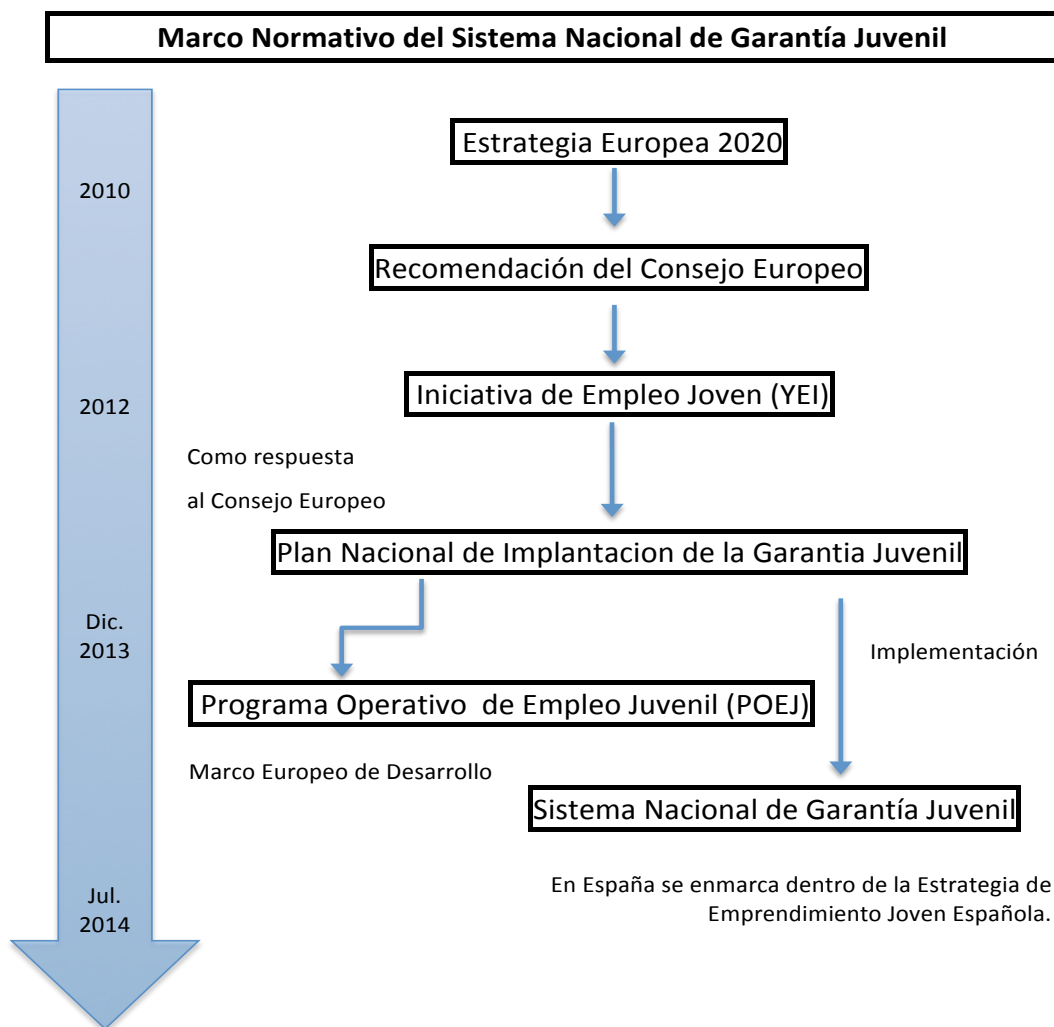 Marco Normativo del Sistema Nacional de Garantía Juvenil
Estrategia Europea 2020
2010
Recomendación del Consejo Europeo
Iniciativa de Empleo Joven (YEI)
2012
Como respuesta
al Consejo Europeo
Plan Nacional de Implantacion de la Garantia Juvenil
Dic.
2013
Implementación
Programa Operativo de Empleo Juvenil (POEJ)
Marco Europeo de Desarrollo
Sistema Nacional de Garantía Juvenil
En España se enmarca dentro de la Estrategia de
Emprendimiento Joven Española.
Jul.
2014